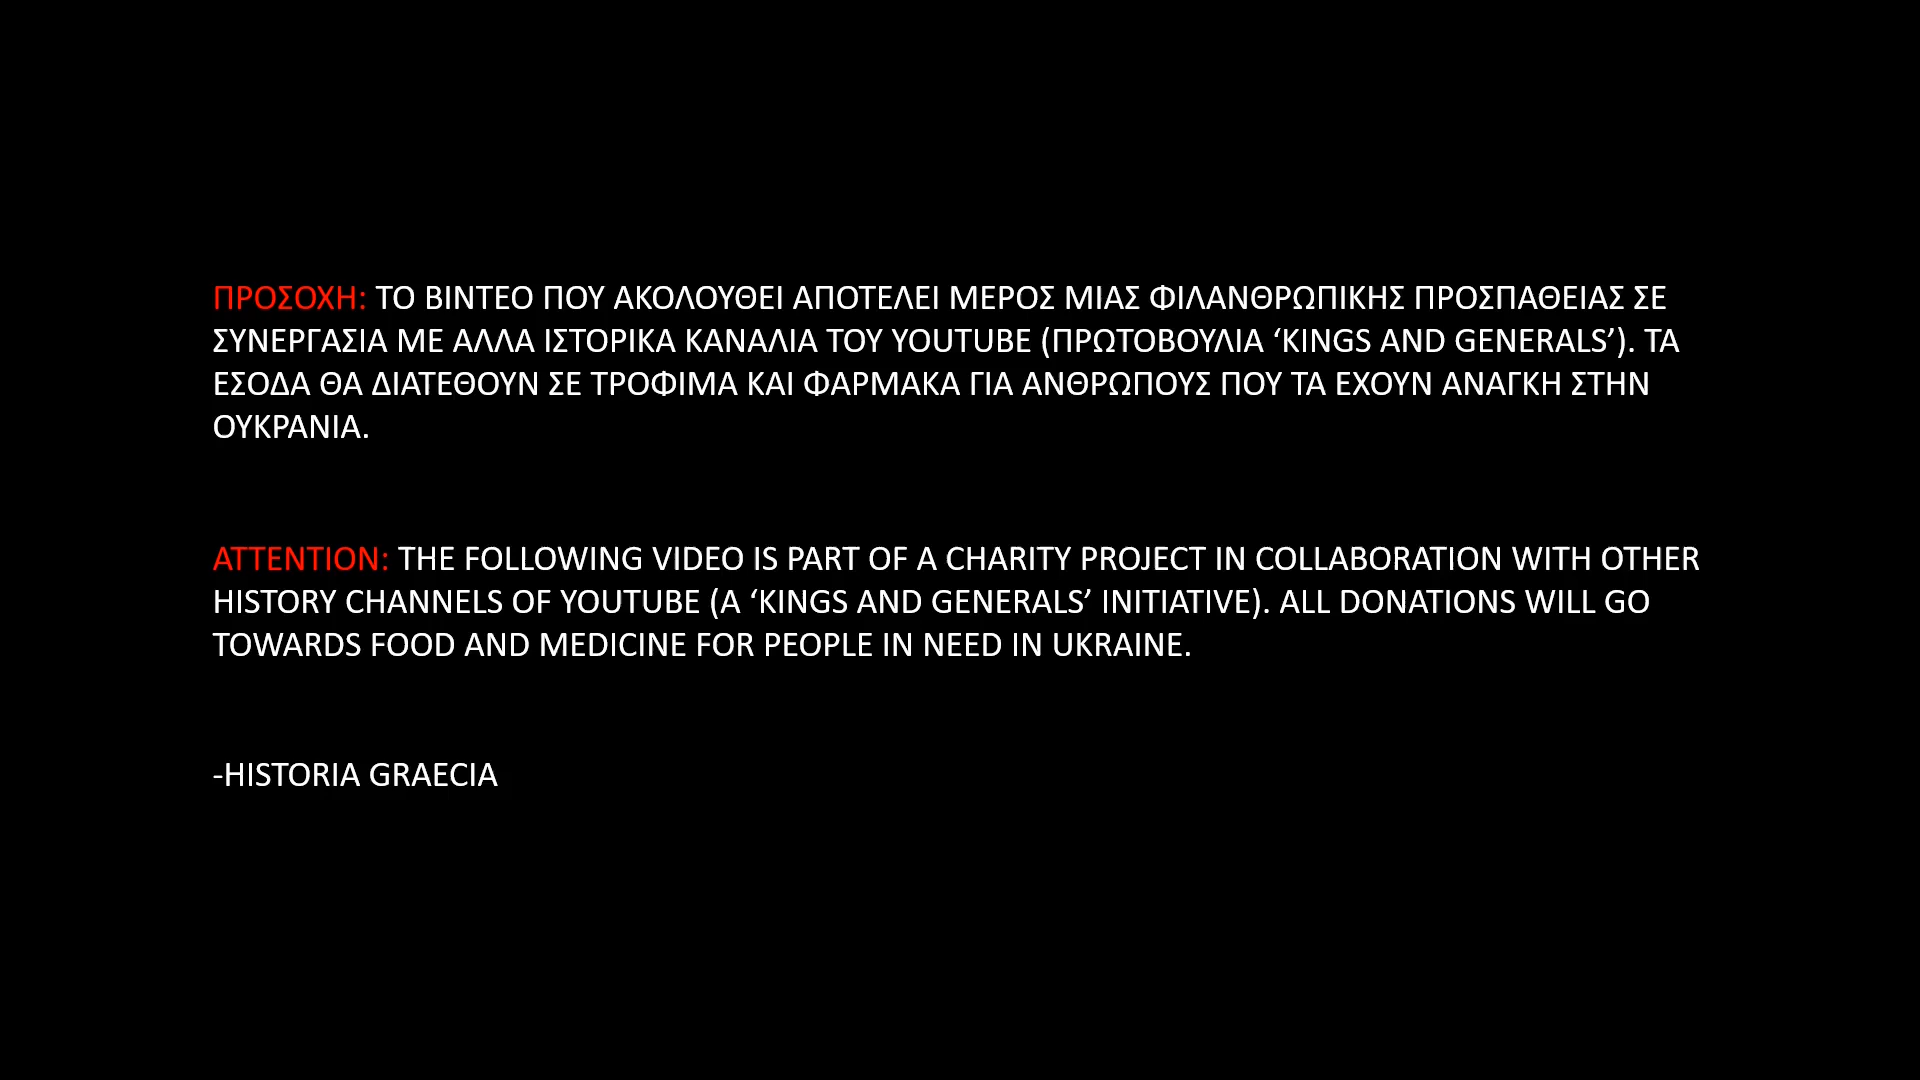 ΠΡΟΣΟΧΗ: ΤΟ ΒΙΝΤΕΟ ΠΟΥ ΑΚΟΛΟΥΘΕΙ ΑΠΟΤΕΛΕΙ ΜΕΡΟΣ ΜΙΑΣ ΦΙΛΑΝΘΡΩΠΙΚΗΣ ΠΡΟΣΠΑΘΕΙΑΣ ΣΕ
ΣΥΝΕΡΓΑΣΙΑ ΜΕ ΑΛΛΑ ΙΣΤΟΡΙΚΑ ΚΑΝΑΛΙΑ ΤΟΥ YOUTUBE (ΠΡΩΤΟΒΟΥΛΙΑ ‘KINGS AND GENERALS’). ΤΑ
ΕΣΟΔΑ ΘΑ ΔΙΑΤΕΘΟΥΝ ΣΕ ΤΡΟΦΙΜΑ ΚΑΙ ΦΑΡΜΑΚΑ ΓΙΑ ΑΝΘΡΩΠΟΥΣ ΠΟΥ ΤΑ ΕΧΟΥΝ ΑΝΑΓΚΗ ΣΤΗΝ
ΟΥΚΡΑΝΙΑ.
ATTENTION: THE FOLLOWING VIDEO IS PART OF A CHARITY PROJECT IN COLLABORATION WITH OTHER
HISTORY CHANNELS OF YOUTUBE (A ‘KINGS AND GENERALS’ INITIATIVE). ALL DONATIONS WILL GO
TOWARDS FOOD AND MEDICINE FOR PEOPLE IN NEED IN UKRAINE.
-HISTORIA GRAECIA